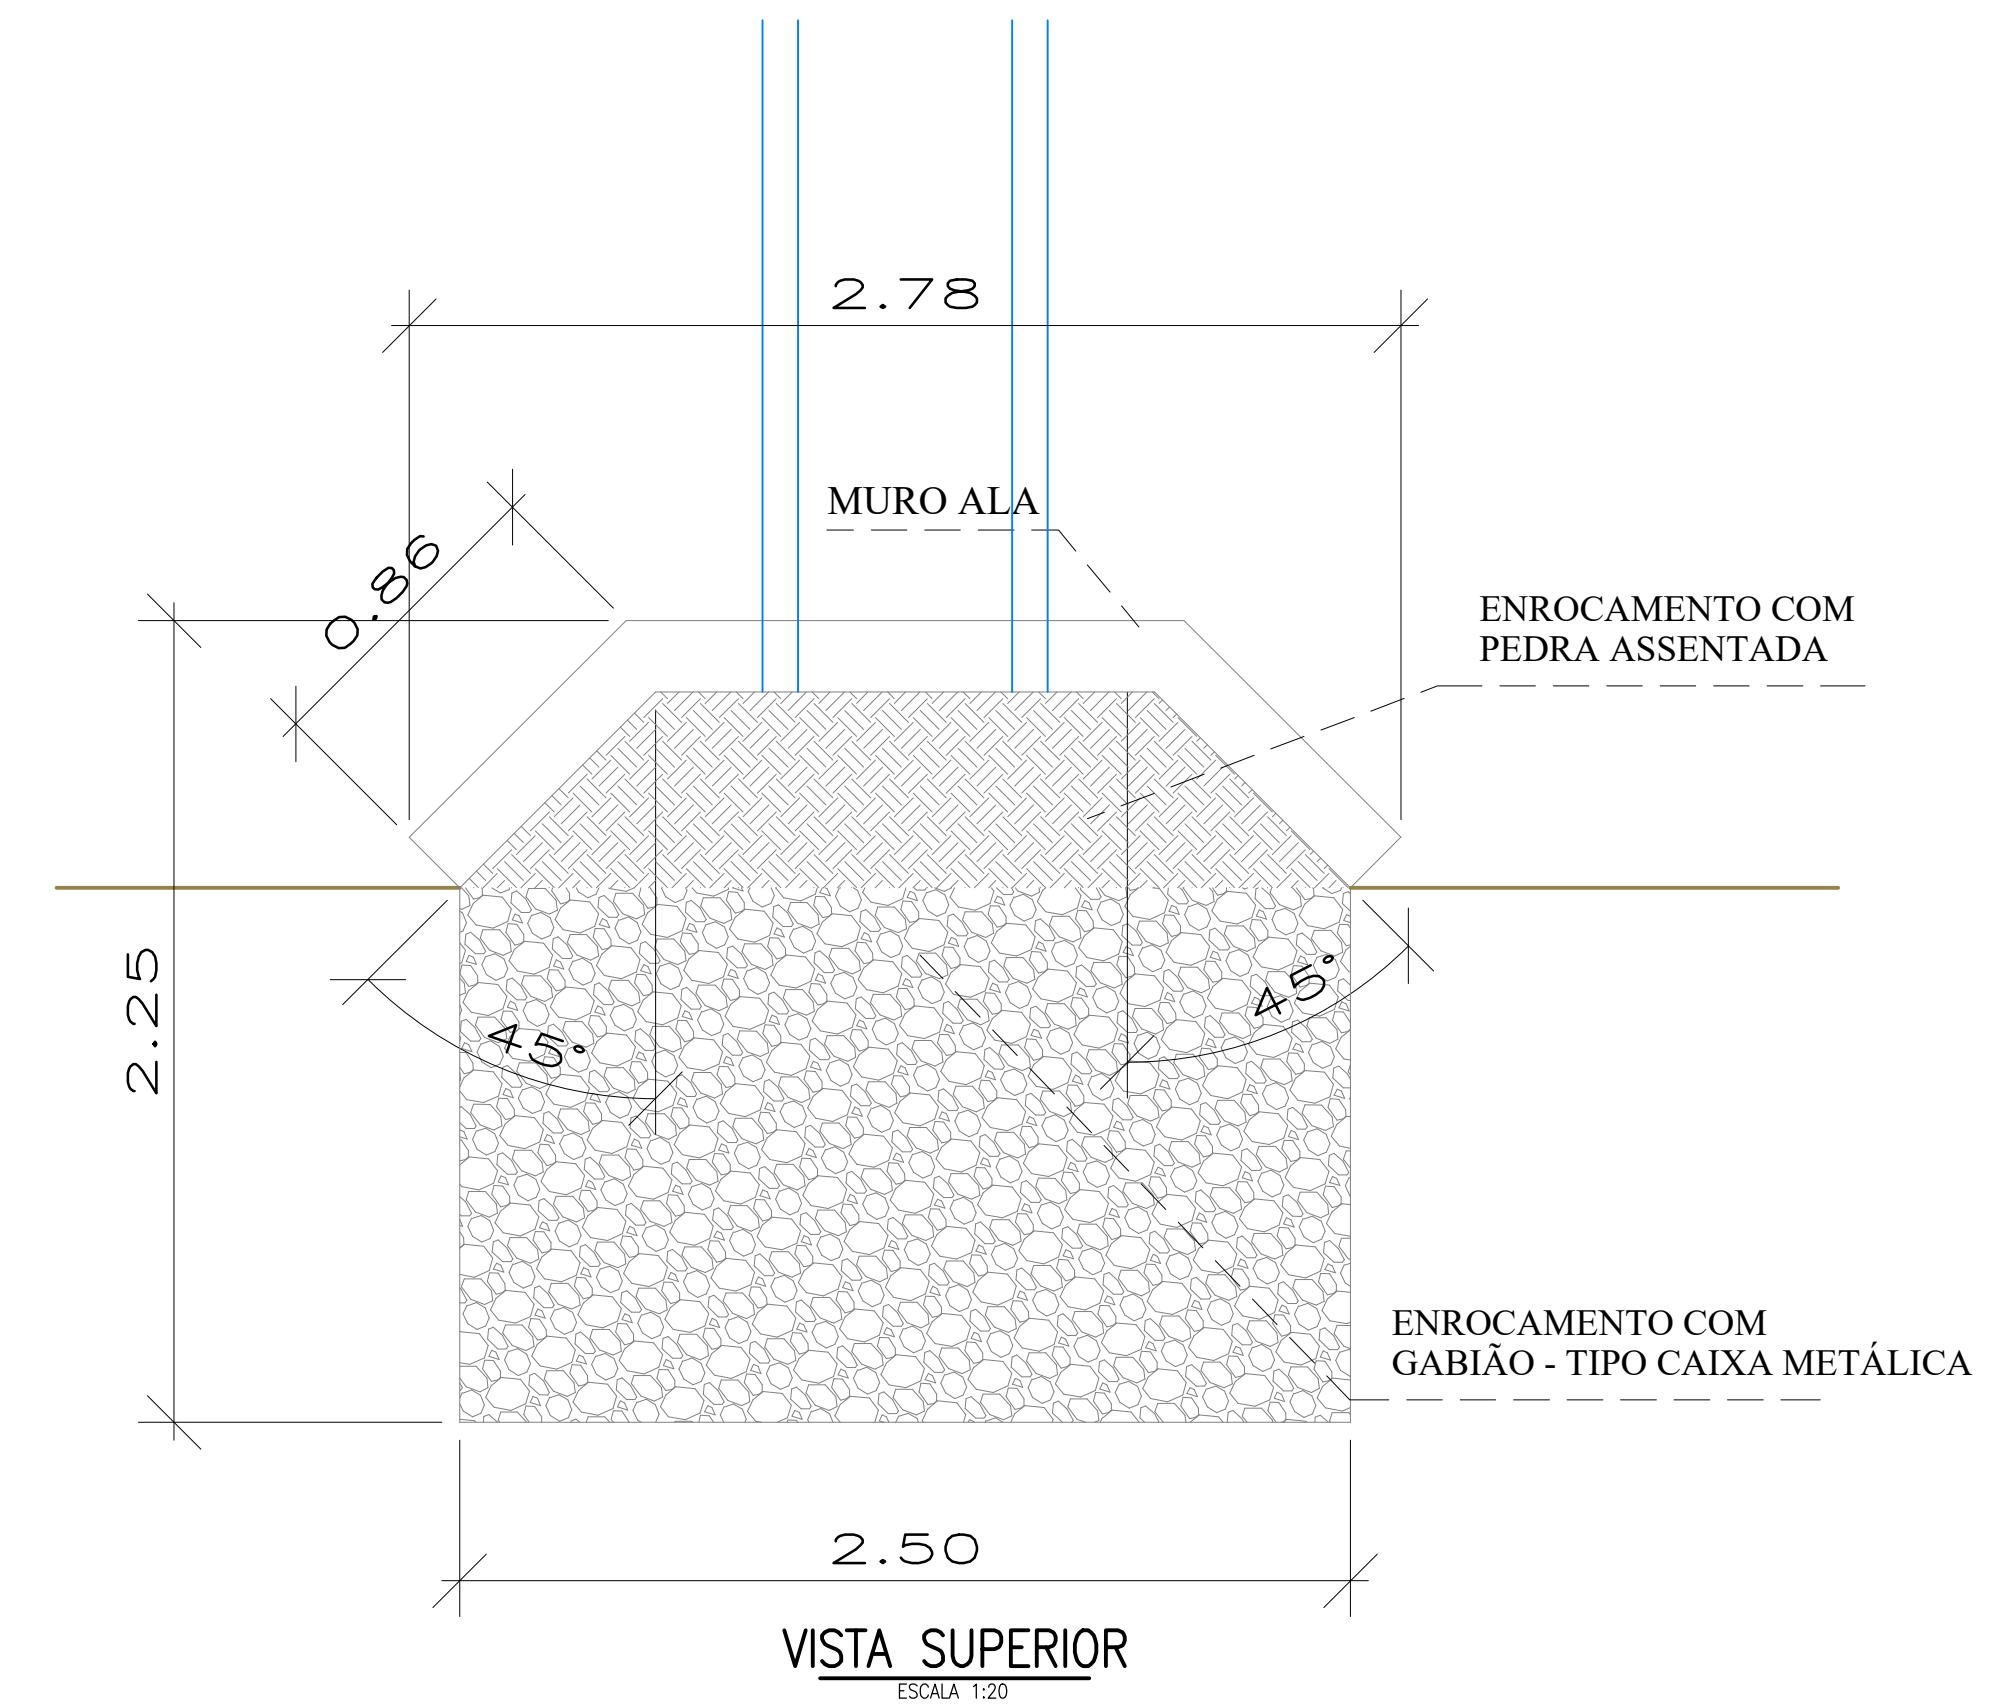 2.78
MURO ALA
0.86
ENROCAMENTO COM
PEDRA ASSENTADA
2.25
45°
45°
ENROCAMENTO COM
GABIÃO - TIPO CAIXA METÁLICA
2.50
VISTA SUPERIOR
ESCALA 1:20